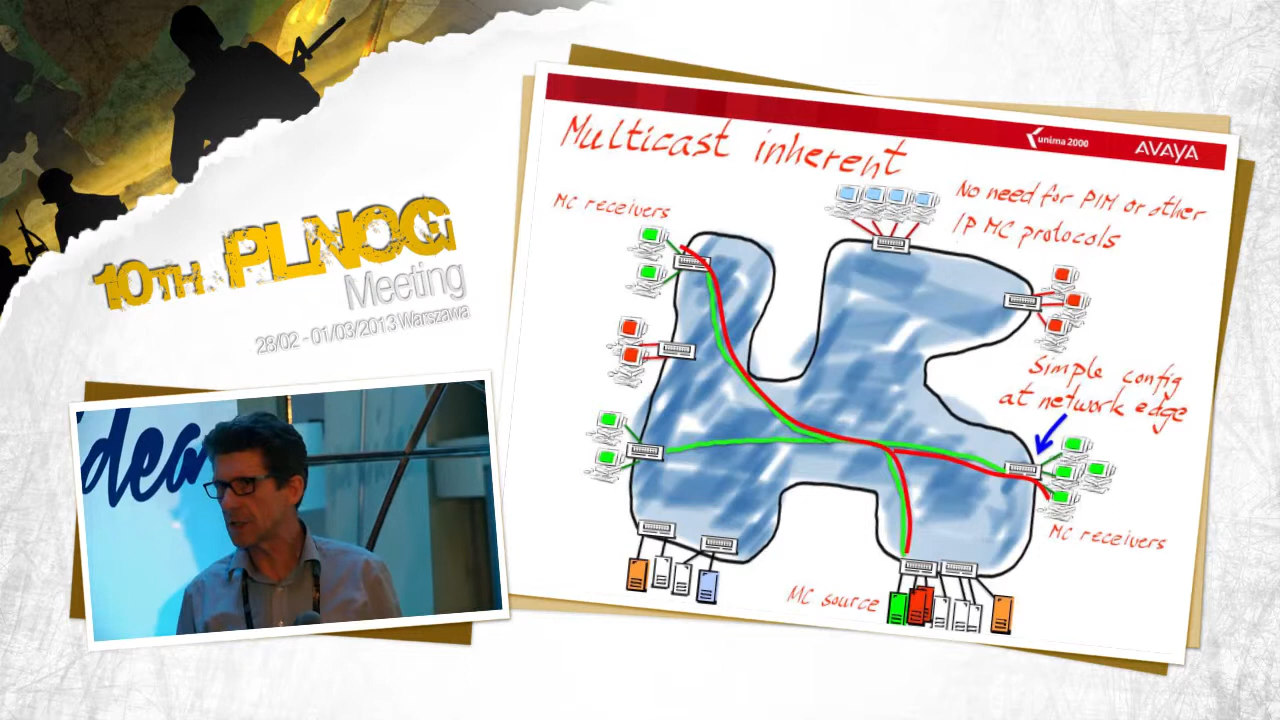 10TH PLNOG
Meeting
28/02 - 01/03/2013 Warszawa
dea
unima 2000
AVAYA
Multicast inherent
No need for PIM or other
IP MC protocols
MC receivers
Simple config
at network edge
MC receivers
MC source